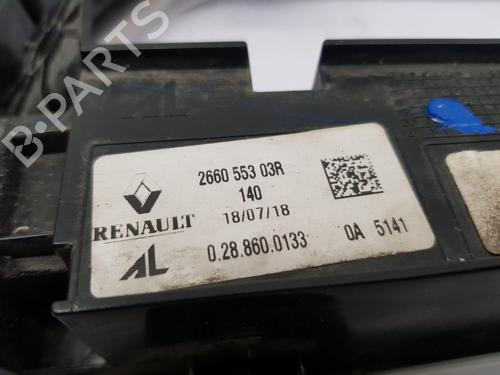 B-PARTS
2660 553 03R
140
18/07/18
RENAULT
AL
0.28.860.0133 0A 5141